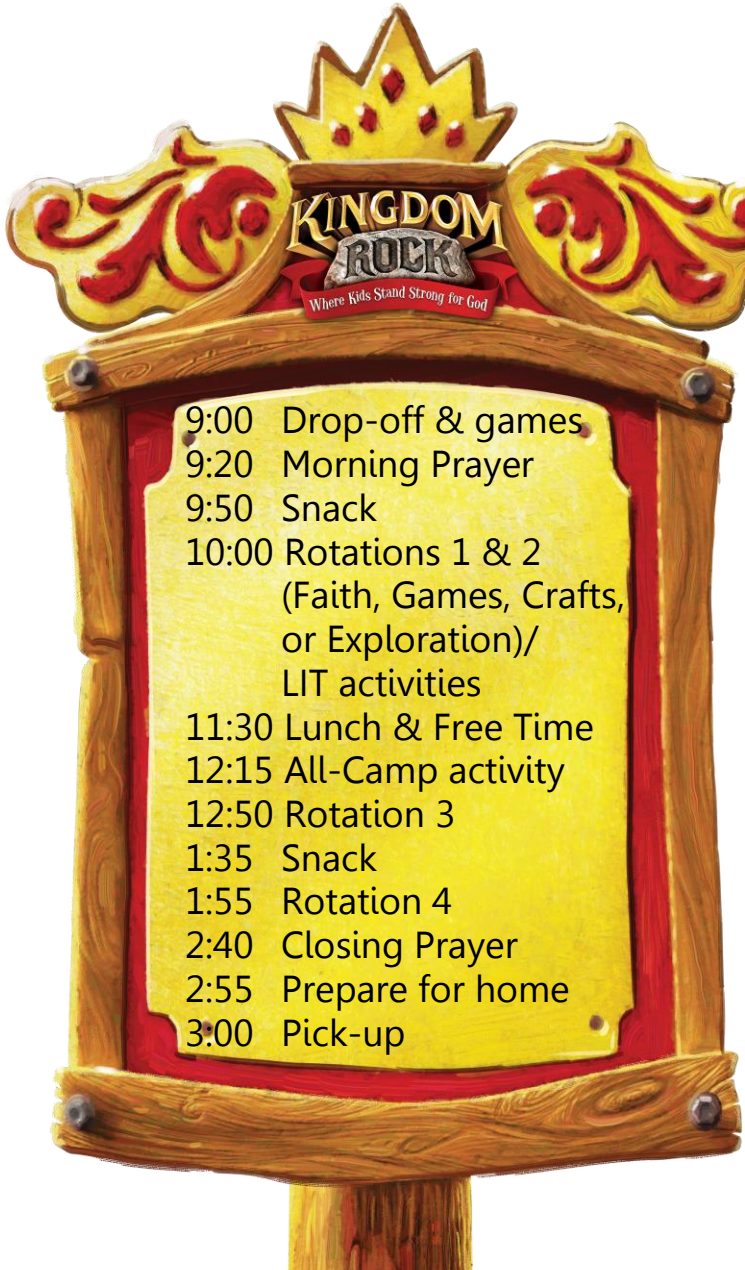 KINGDOM
ROCK
Where Kids Stand Strong for God
9:00 Drop-off & games
9:20 Morning Prayer
9:50 Snack
10:00 Rotations 1 & 2
(Faith, Games, Crafts,
or Exploration)/
LIT activities
11:30 Lunch & Free Time
12:15 All-Camp activity
12:50 Rotation 3
1:35 Snack
1:55 Rotation 4
2:40 Closing Prayer
2:55 Prepare for home
3:00 Pick-up